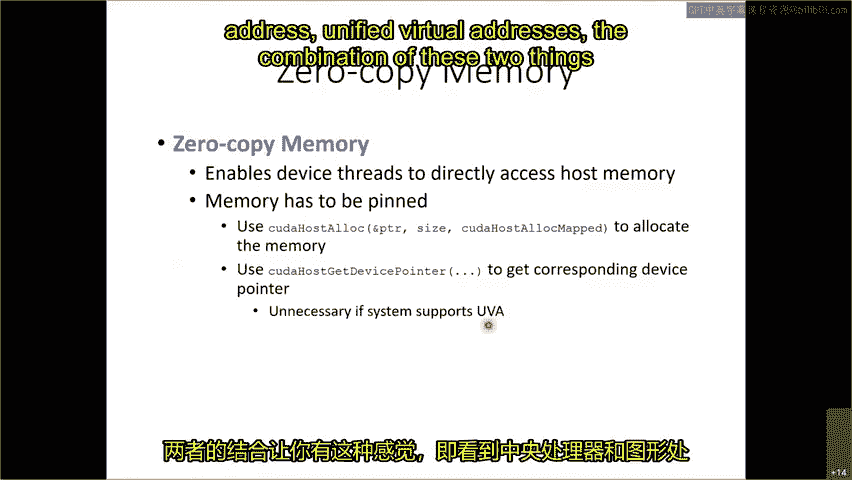 address, unified virtual addresses, the
combination of these two things
Zero-copy Memory
• Zero-copy Memory
• Enables device threads to directly access host memory
• Memory has to be pinned
• Use cudaHostAlloc(&ptr, size, cudaHostAllocMapped) to allocate
the memory
• Use cudaHostGetDevicePointer(...) to get corresponding device
pointer
• Unnecessary if system supports UVA
两者的结合让你有这种感觉，即看到中央处理器和图形处
+14